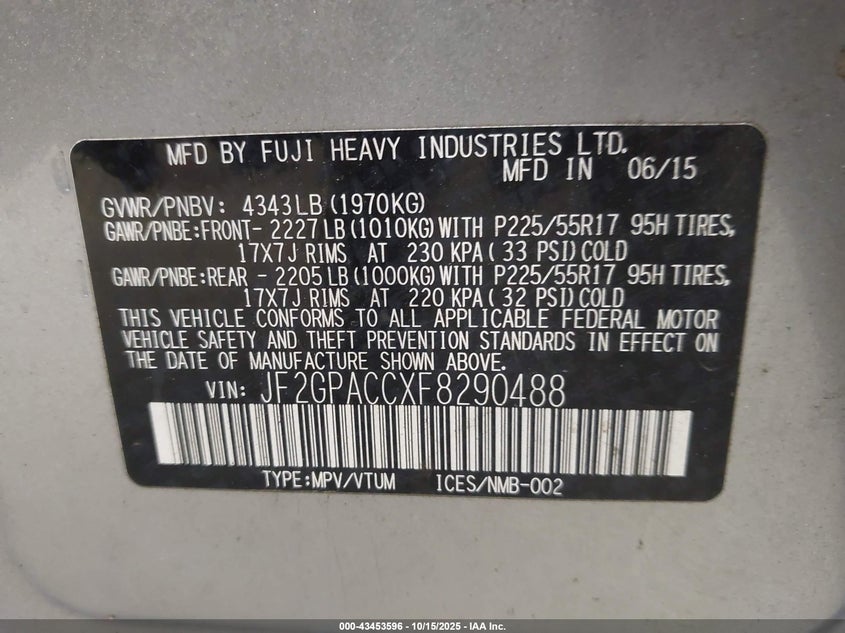 MFD BY FUJI HEAVY INDUSTRIES LTD.
MFD IN 06/15
GVWR/PNBV: 4343LB (1970KG)
GAWR/PNBE:FRONT- 2227 LB (1010KG) WITH P225/55R17 95H TIRES,
17X7J RIMS AT 230 KPA ( 33 PSI) COLD
GAWR/PNBE:REAR - 2205 LB (1000KG) WITH P225/55R17 95H TIRES,
17X7J RIMS AT 220 KPA ( 32 PSI) COLD
THIS VEHICLE CONFORMS TO ALL APPLICABLE FEDERAL MOTOR
VEHICLE SAFETY AND THEFT PREVENTION STANDARDS IN EFFECT ON
THE DATE OF MANUFACTURE SHOWN ABOVE.
VIN: JF2GPACCXF8290488
TYPE:MPV/VTUM ICES/NMB-002
000-43453596 - 10/15/2025 - IAA Inc.